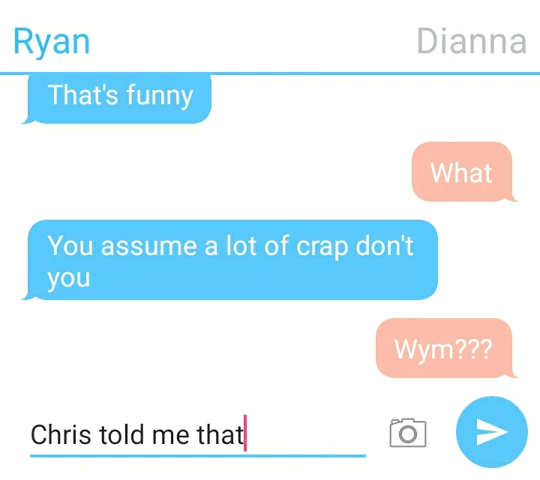 Ryan Dianna
That's funny
What
You assume a lot of crap don't
you
Wym???
Chris told me that